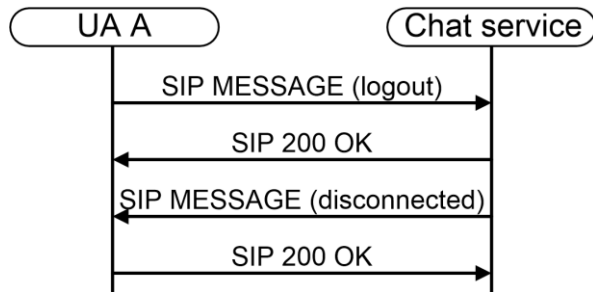 UA A
Chat service
SIP MESSAGE (logout)
SIP 200 OK
SIP MESSAGE (disconnected)
SIP 200 OK